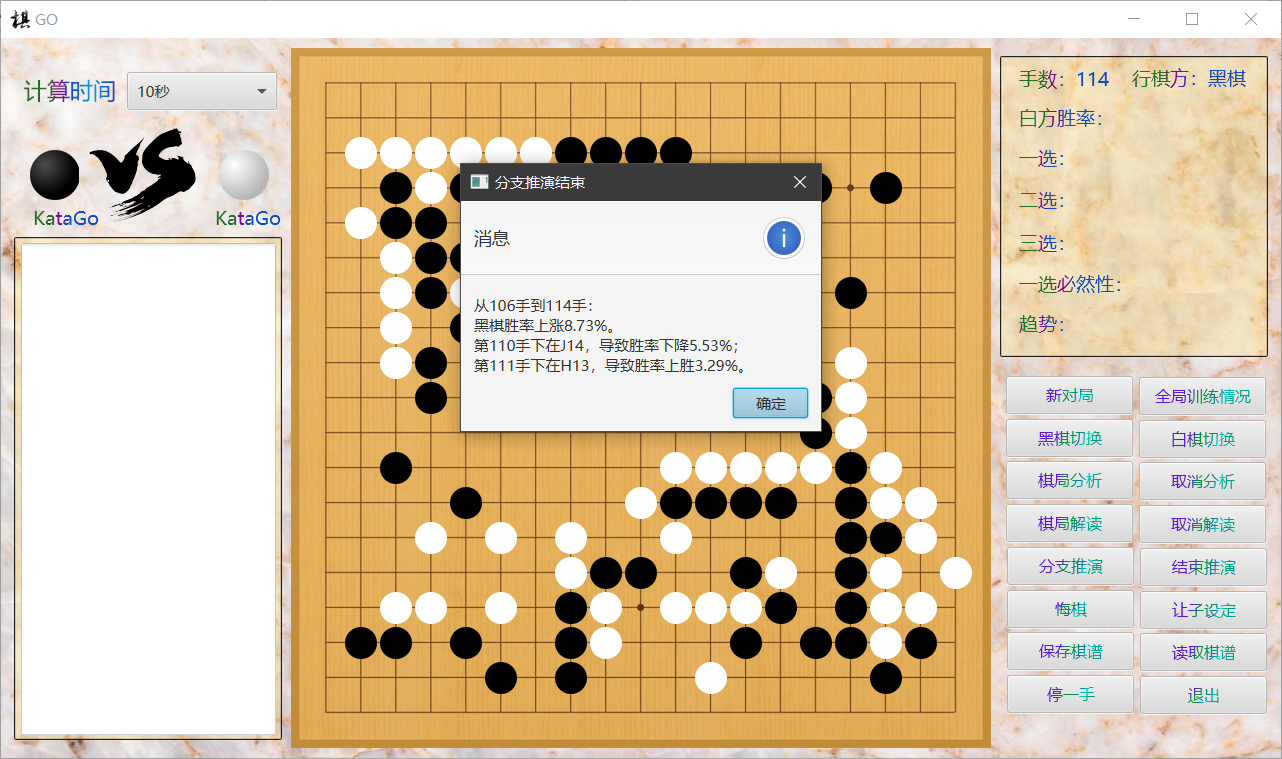 棋 GO
计算时间 10秒
VS
KataGo KataGo
手数: 114 行棋方: 黑棋
白方胜率:
一选:
二选:
三选:
一选必然性:
趋势:
分支推演结束
消息
从106手到114手:
黑棋胜率上涨8.73%。
第110手下在J14，导致胜率下降5.53%;
第111手下在H13，导致胜率上胜3.29%。
确定
新对局 全局训练情况
黑棋切换 白棋切换
棋局分析 取消分析
棋局解读 取消解读
分支推演 结束推演
悔棋 让子设定
保存棋谱 读取棋谱
停一手 退出